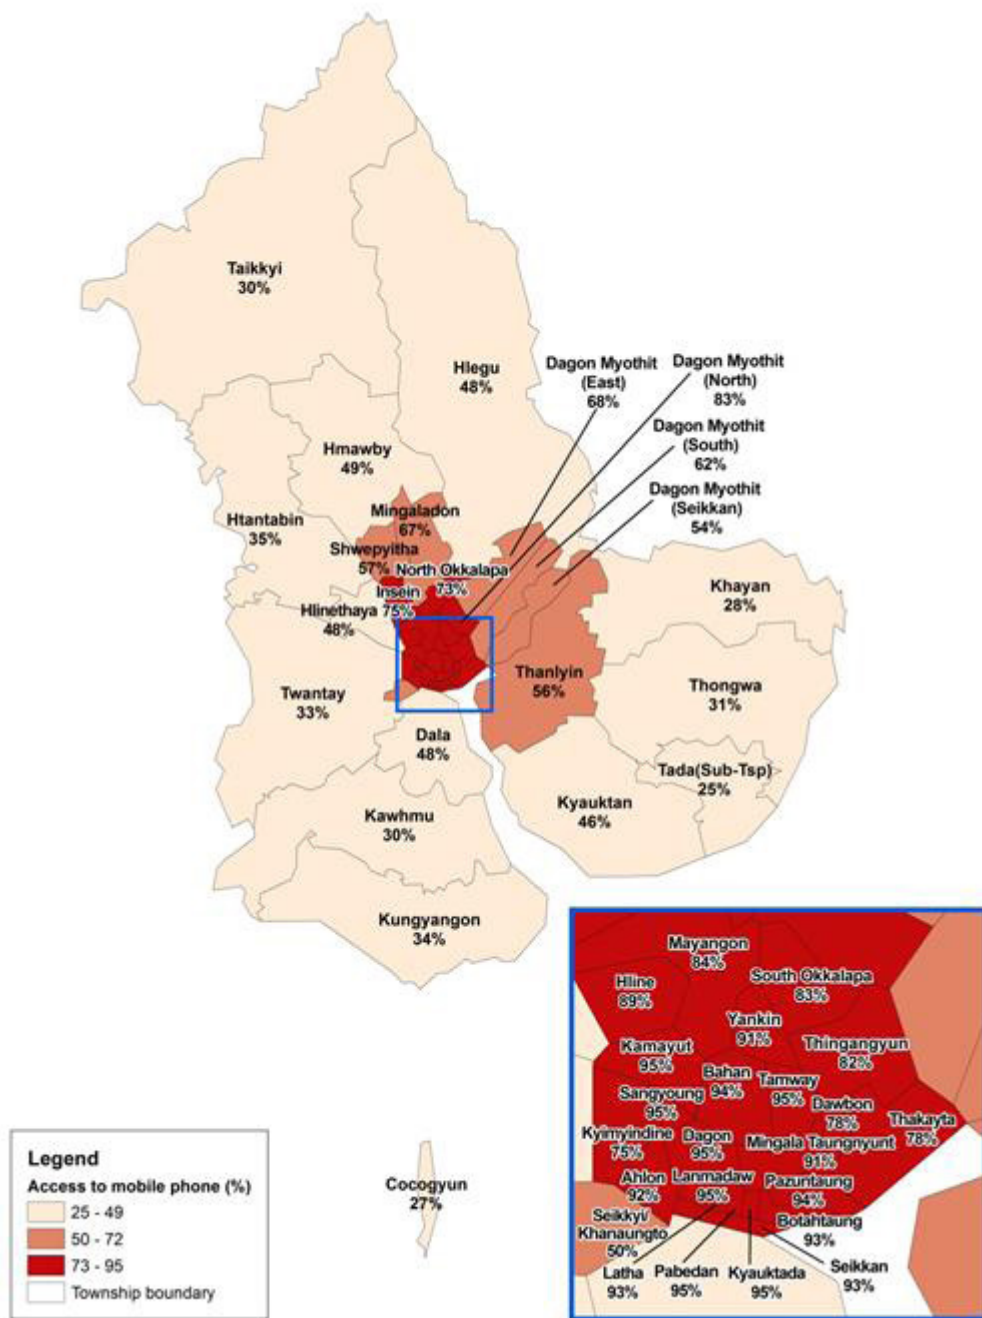 Taikkyi
30%
Hlegu
48%
Dagon Myothit
(East)
68%
Dagon Myothit
(North)
83%
Dagon Myothit
(South)
62%
Dagon Myothit
(Seikkan)
54%
Hmawby
49%
Htantabin
35%
Mingaladon
67%
Shwepyitha
57%
North Okkalapa
73%
Insein
75%
Hlinethaya
48%
Khayan
28%
Twantay
33%
Thanlyin
56%
Thongwa
31%
Dala
48%
Tada(Sub-Tsp)
25%
Kyauktan
46%
Kawhmu
30%
Kungyangon
34%
Cocogyun
27%
Mayangon
84%
South Okkalapa
83%
Hline
89%
Yankin
91%
Thingangyun
82%
Kamayut
95%
Bahan
94%
Tamway
95%
Sangyoung
95%
Dawbon
78%
Thakayta
78%
Kyimyindine
75%
Dagon
95%
Mingala Taungnyunt
91%
Ahlon
92%
Lanmadaw
95%
Pazuntaung
94%
Seikkyi/
Khanaungto
50%
Botahtaung
93%
Latha
93%
Pabedan
95%
Kyauktada
95%
Seikkan
93%
Legend
Access to mobile phone (%)
25 - 49
50 - 72
73 - 95
Township boundary